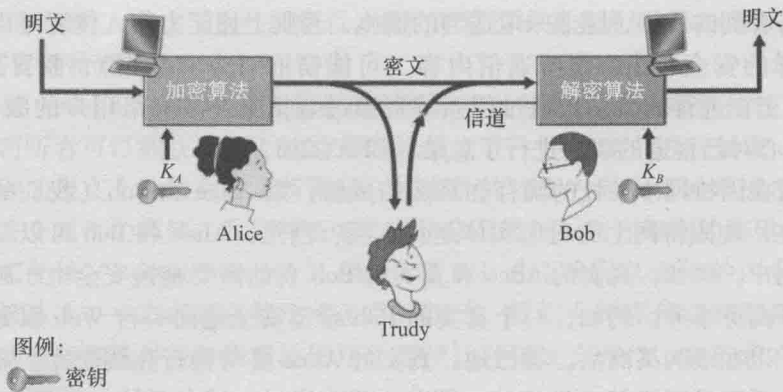 明文
明文
密文
加密算法
解密算法
信道
K_A
K_B
Alice
Bob
Trudy
图例:
密钥